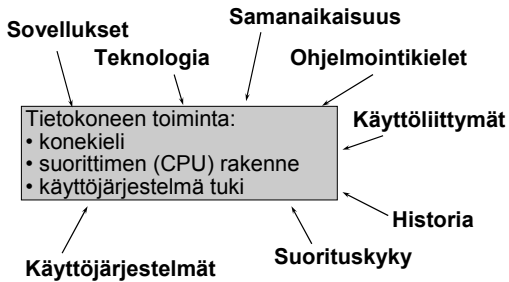 Samanaikaisuus
Sovellukset
Teknologia
Ohjelmointikielet
Tietokoneen toiminta:
• konekieli
• suorittimen (CPU) rakenne
• käyttöjärjestelmä tuki
Käyttöliittymät
Historia
Suorituskyky
Käyttöjärjestelmät